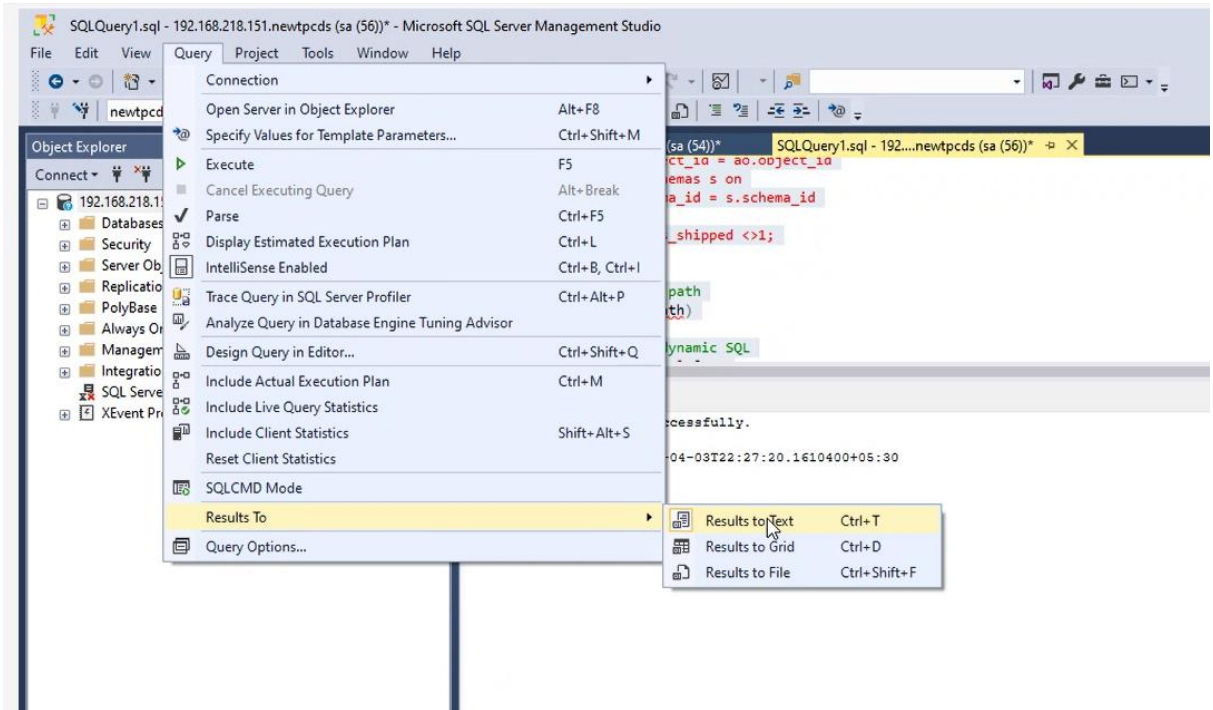 SQLQuery1.sql - 192.168.218.151.newtpcds (sa (56))* - Microsoft SQL Server Management Studio
File Edit View Query Project Tools Window Help
newtpcd
Object Explorer
Connect
192.168.218.15
Databases
Security
Server Obj
Replicatio
PolyBase
Always On
Managem
Integratio
SQL Serve
XEvent Pro
Connection
Open Server in Object Explorer Alt+F8
Specify Values for Template Parameters... Ctrl+Shift+M
Execute F5
Cancel Executing Query Alt+Break
Parse Ctrl+F5
Display Estimated Execution Plan Ctrl+L
IntelliSense Enabled Ctrl+B, Ctrl+I
Trace Query in SQL Server Profiler Ctrl+Alt+P
Analyze Query in Database Engine Tuning Advisor
Design Query in Editor... Ctrl+Shift+Q
Include Actual Execution Plan Ctrl+M
Include Live Query Statistics
Include Client Statistics Shift+Alt+S
Reset Client Statistics
SQLCMD Mode
Results To
Query Options...
Results to Text Ctrl+T
Results to Grid Ctrl+D
Results to File Ctrl+Shift+F
(sa (54))* SQLQuery1.sql - 192....newtpcds (sa (56))*
ct_id = ao.object_id
emas s on
a_id = s.schema_id
_shipped <>1;
path
th)
ynamic SQL
cessfully.
-04-03T22:27:20.1610400+05:30